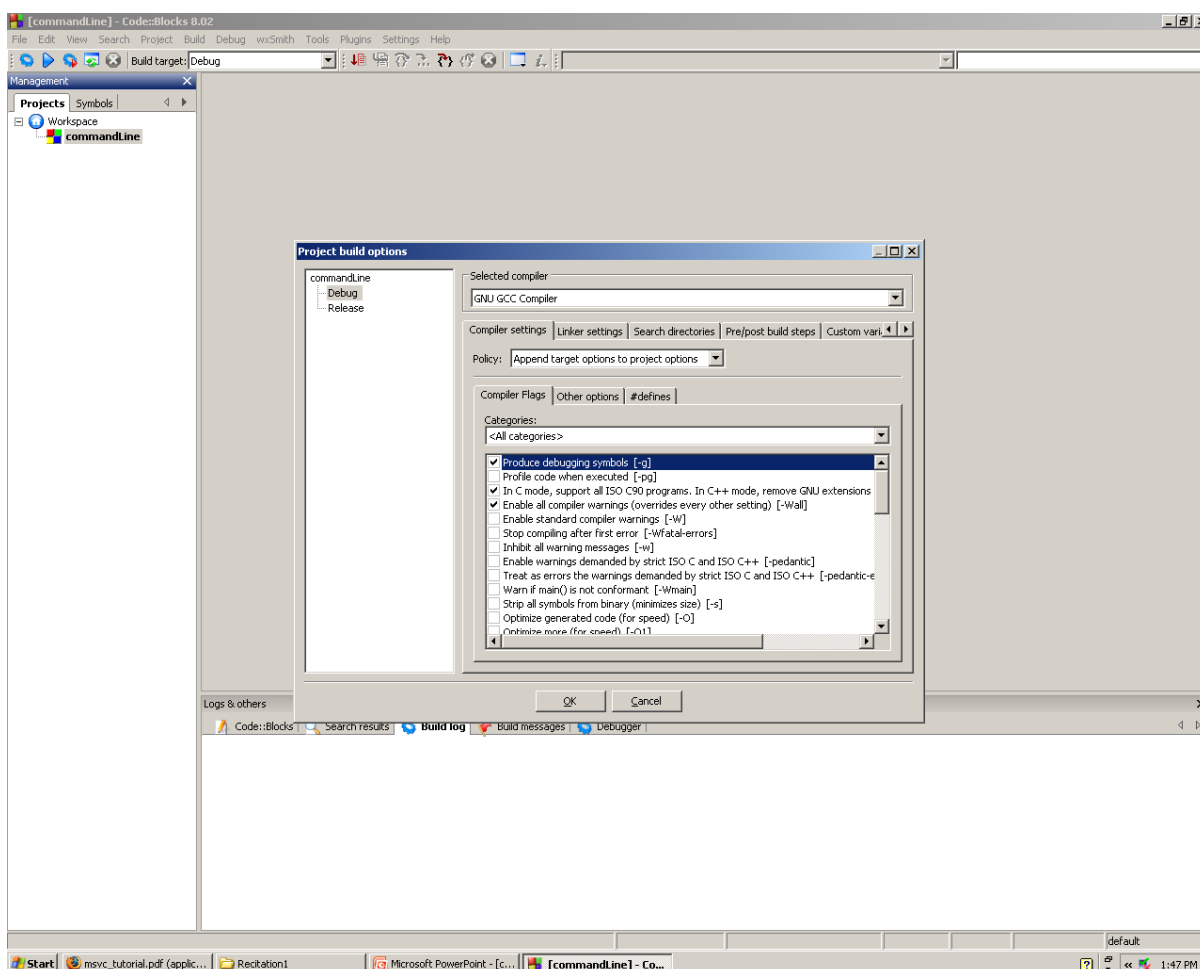 [commandLine] - Code::Blocks 8.02
File Edit View Search Project Build Debug wxSmith Tools Plugins Settings Help
Build target: Debug
Management
Projects Symbols
Workspace
commandLine
Project build options
commandLine
Debug
Release
Selected compiler
GNU GCC Compiler
Compiler settings Linker settings Search directories Pre/post build steps Custom vari
Policy: Append target options to project options
Compiler Flags Other options #defines
Categories:
<All categories>
Produce debugging symbols [-g]
Profile code when executed [-pg]
In C mode, support all ISO C90 programs. In C++ mode, remove GNU extensions
Enable all compiler warnings (overrides every other setting) [-Wall]
Enable standard compiler warnings [-W]
Stop compiling after first error [-Wfatal-errors]
Inhibit all warning messages [-w]
Enable warnings demanded by strict ISO C and ISO C++ [-pedantic]
Treat as errors the warnings demanded by strict ISO C and ISO C++ [-pedantic-e
Warn if main() is not conformant [-Wmain]
Strip all symbols from binary (minimizes size) [-s]
Optimize generated code (for speed) [-O]
Optimize more (for speed) [-O1]
OK Cancel
Logs & others
Code::Blocks Search results Build log Build messages Debugger
default
Start msvc_tutorial.pdf (applic... Recitation1 Microsoft PowerPoint - [c... [commandLine] - Co... 1:47 PM